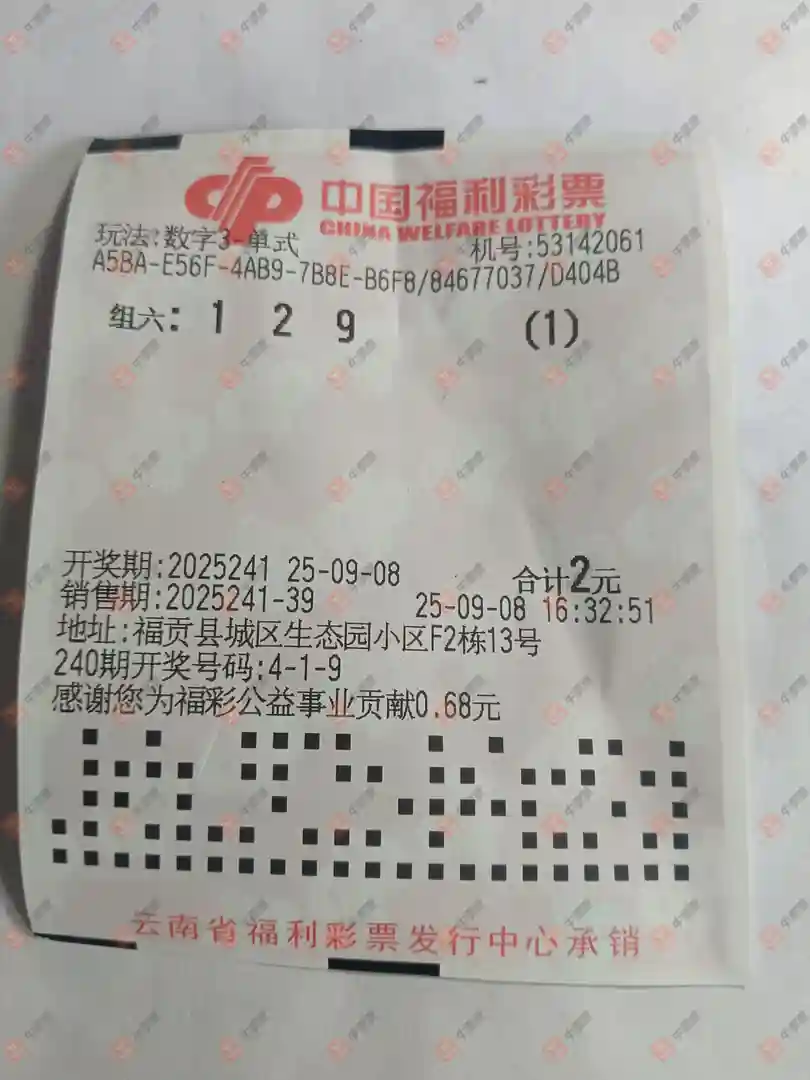 中国福利彩票
CHINA WELFARE LOTTERY
玩法:数字3-单式 机号:53142061
A5BA-E56F-4AB9-7B8E-B6F8/84677037/D404B
组六: 1 2 9 (1)
开奖期:2025241 25-09-08 合计2元
销售期:2025241-39 25-09-08 16:32:51
地址:福贡县城区生态园小区F2栋13号
240期开奖号码:4-1-9
感谢您为福彩公益事业贡献0.68元
云南省福利彩票发行中心承销